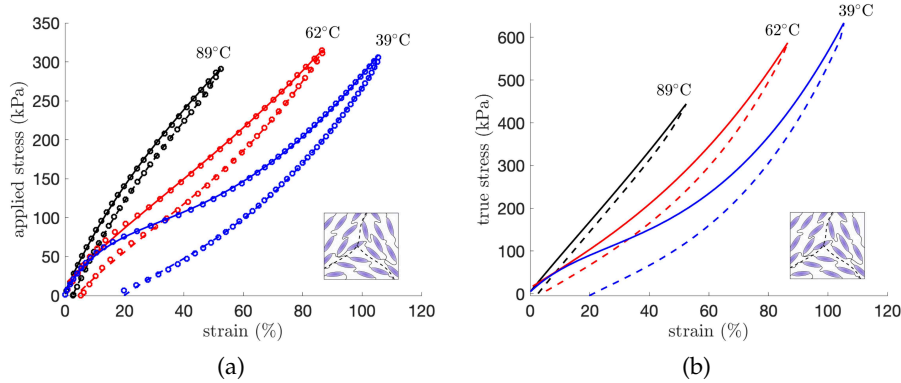 350
300
250
200
150
100
50
0
applied stress (kPa)
89°C
62°C
39°C
0 20 40 60 80 100 120
strain (%)
(a)
600
500
400
300
200
100
0
true stress (kPa)
89°C
62°C
39°C
0 20 40 60 80 100 120
strain (%)
(b)